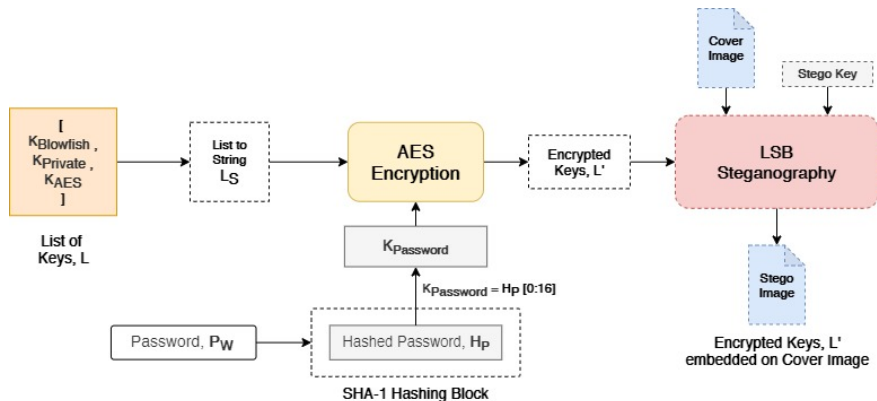 [
KBlowfish ,
KPrivate ,
KAES
]
List of
Keys, L
List to
String
LS
AES
Encryption
Encrypted
Keys, L'
Cover
Image
Stego Key
LSB
Steganography
KPassword
KPassword = HP [0:16]
Password, PW
Hashed Password, HP
SHA-1 Hashing Block
Stego
Image
Encrypted Keys, L'
embedded on Cover Image